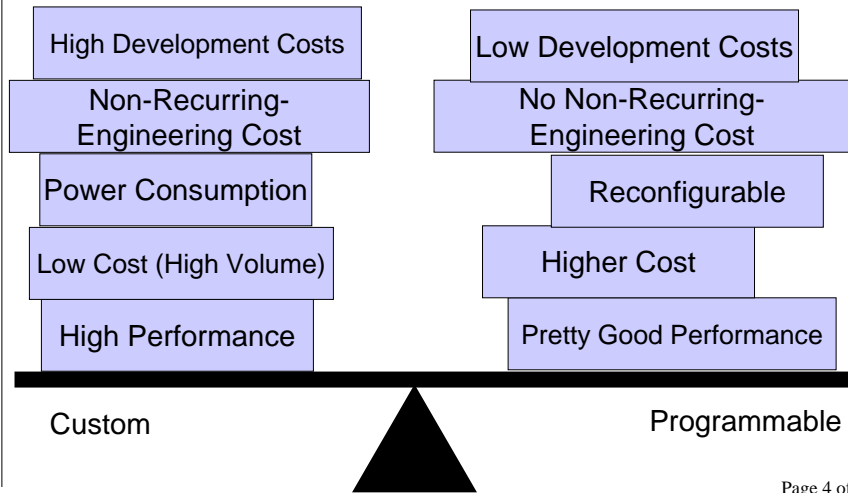 High Development Costs
Non-Recurring-
Engineering Cost
Power Consumption
Low Cost (High Volume)
High Performance
Custom
Low Development Costs
No Non-Recurring-
Engineering Cost
Reconfigurable
Higher Cost
Pretty Good Performance
Programmable
Page 4 of